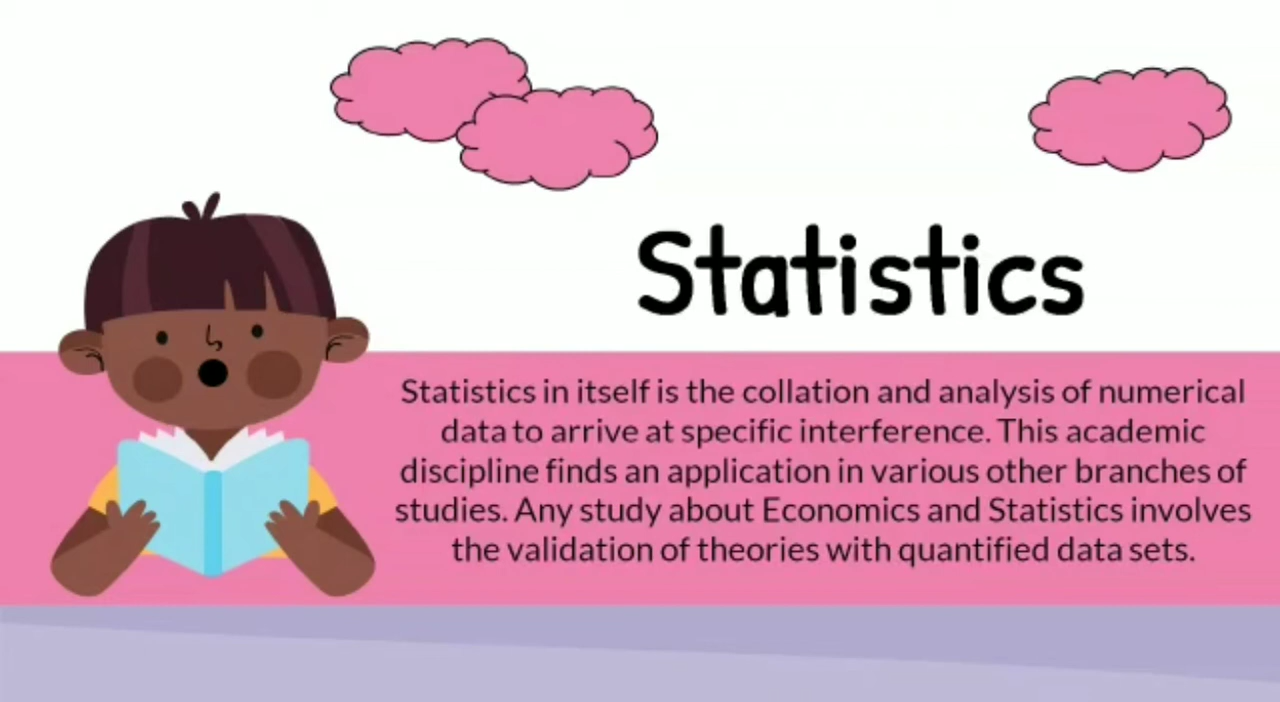 Statistics
Statistics in itself is the collation and analysis of numerical
data to arrive at specific interference. This academic
discipline finds an application in various other branches of
studies. Any study about Economics and Statistics involves
the validation of theories with quantified data sets.